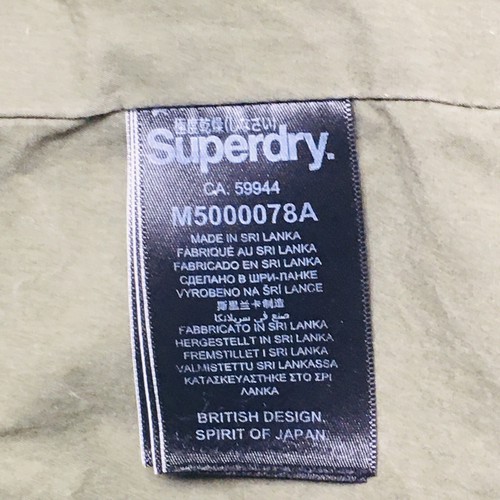 極度乾燥(しなさい)
Superdry.
CA: 59944
M5000078A
MADE IN SRI LANKA
FABRIQUÉ AU SRI LANKA
FABRICADO EN SRI LANKA
СДЕЛАНО В ШРИ-ЛАНКЕ
VYROBENO NA ŚRÍ LANCE
斯里兰卡制造
صنع في سريلانكا
FABBRICATO IN SRI LANKA
HERGESTELLT IN SRI LANKA
FREMSTILLET I SRI LANKA
VALMISTETTU SRI LANKASSA
ΚΑΤΑΣΚΕΥΑΣΤΗΚΕ ΣΤΟ ΣΡΙ
ΛΑΝΚΑ
BRITISH DESIGN.
SPIRIT OF JAPAN.